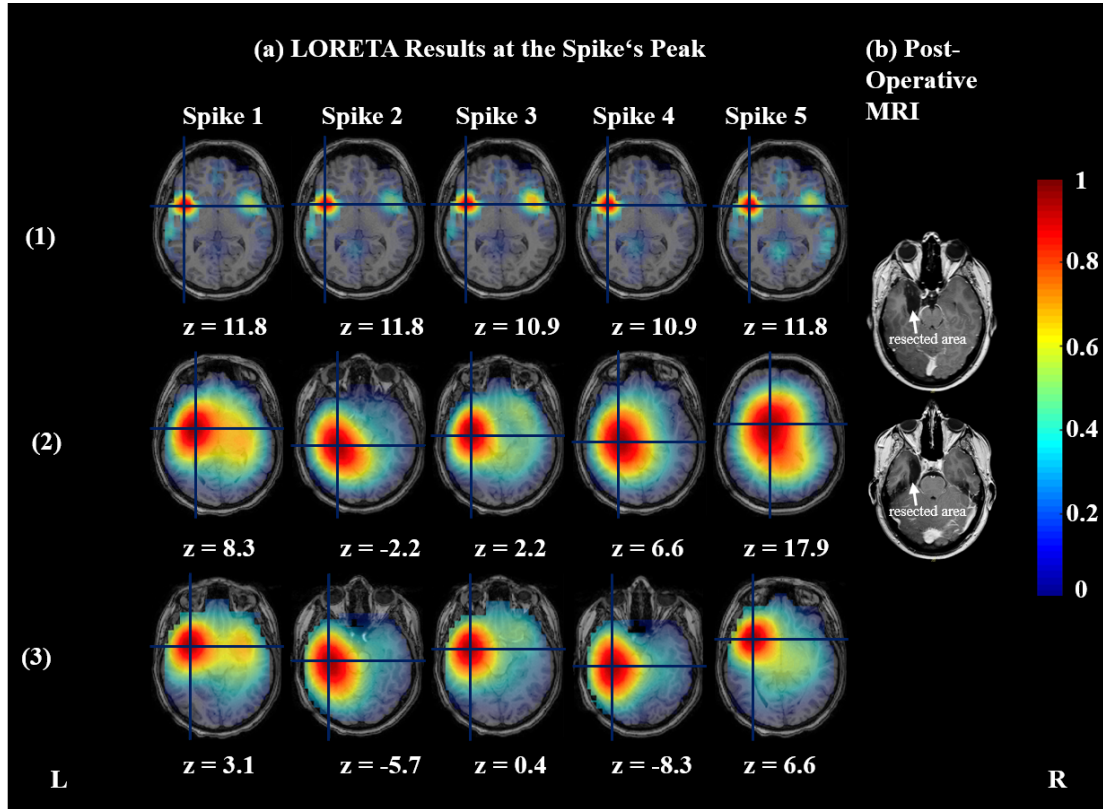 (a) LORETA Results at the Spike‘s Peak
(b) Post-
Operative
MRI
Spike 1 Spike 2 Spike 3 Spike 4 Spike 5
(1)
z = 11.8 z = 11.8 z = 10.9 z = 10.9 z = 11.8
(2)
z = 8.3 z = -2.2 z = 2.2 z = 6.6 z = 17.9
(3)
z = 3.1 z = -5.7 z = 0.4 z = -8.3 z = 6.6
resected area
resected area
1
0.8
0.6
0.4
0.2
0
L R